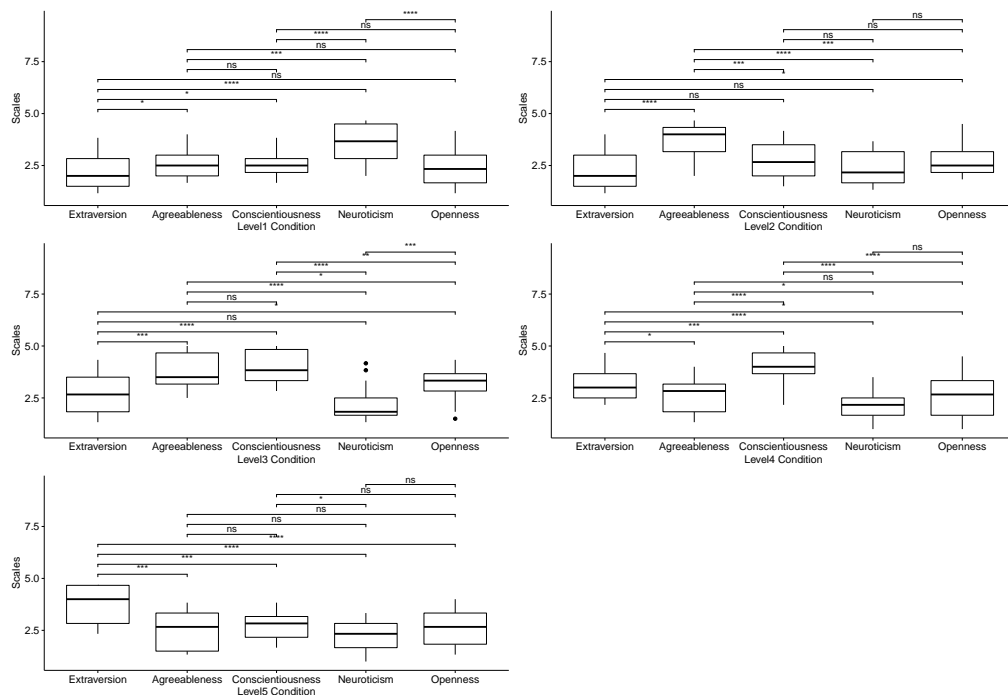 ****
ns
****
ns
***
ns
ns
****
*
*
7.5
5.0
2.5
Scales
Extraversion Agreeableness Conscientiousness Neuroticism Openness
Level1 Condition
ns
ns
ns
***
****
***
*
ns
ns
****
7.5
5.0
2.5
Scales
Extraversion Agreeableness Conscientiousness Neuroticism Openness
Level2 Condition
***
**
****
*
****
ns
*
ns
****
***
7.5
5.0
2.5
Scales
Extraversion Agreeableness Conscientiousness Neuroticism Openness
Level3 Condition
ns
****
****
ns
*
****
*
****
***
*
7.5
5.0
2.5
Scales
Extraversion Agreeableness Conscientiousness Neuroticism Openness
Level4 Condition
ns
ns
*
ns
ns
ns
****
****
***
***
7.5
5.0
2.5
Scales
Extraversion Agreeableness Conscientiousness Neuroticism Openness
Level5 Condition